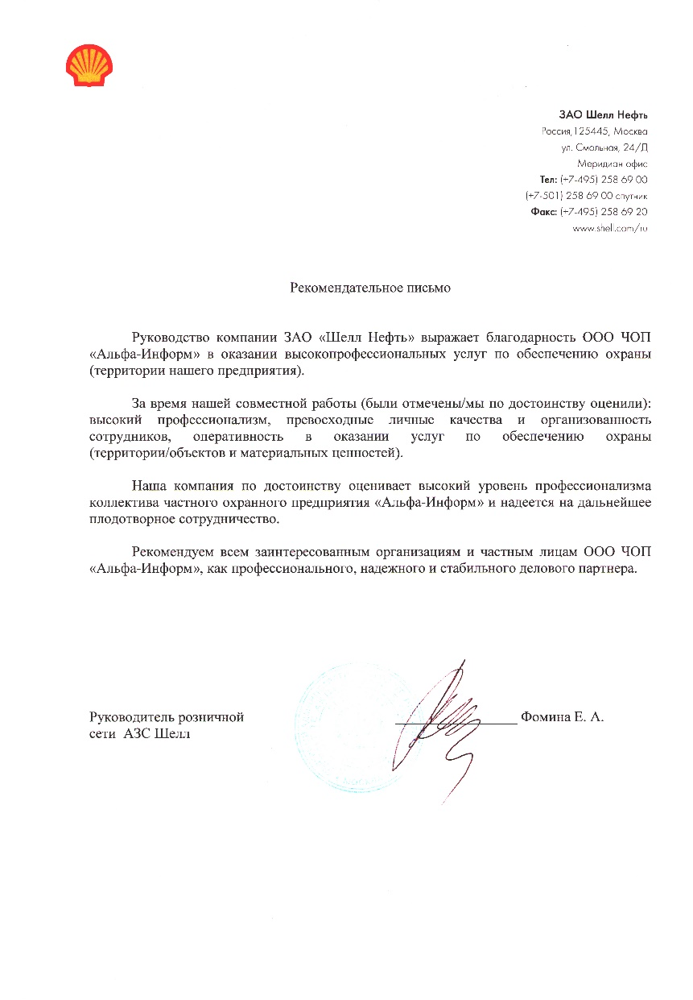 ЗАО Шелл Нефть
Россия,125445, Москва
ул. Смольная, 24/Д
Меридиан офис
Тел: (+7-495) 258 69 00
(+7-501) 258 69 00 спутник
Факс: (+7-495) 258 69 20
www.shell.com/ru
Рекомендательное письмо
Руководство компании ЗАО «Шелл Нефть» выражает благодарность ООО ЧОП
«Альфа-Информ» в оказании высокопрофессиональных услуг по обеспечению охраны
(территории нашего предприятия).
За время нашей совместной работы (были отмечены/мы по достоинству оценили):
высокий профессионализм, превосходные личные качества и организованность
сотрудников, оперативность в оказании услуг по обеспечению охраны
(территории/объектов и материальных ценностей).
Наша компания по достоинству оценивает высокий уровень профессионализма
коллектива частного охранного предприятия «Альфа-Информ» и надеется на дальнейшее
плодотворное сотрудничество.
Рекомендуем всем заинтересованным организациям и частным лицам ООО ЧОП
«Альфа-Информ», как профессионального, надежного и стабильного делового партнера.
Руководитель розничной
сети АЗС Шелл
Фомина Е. А.